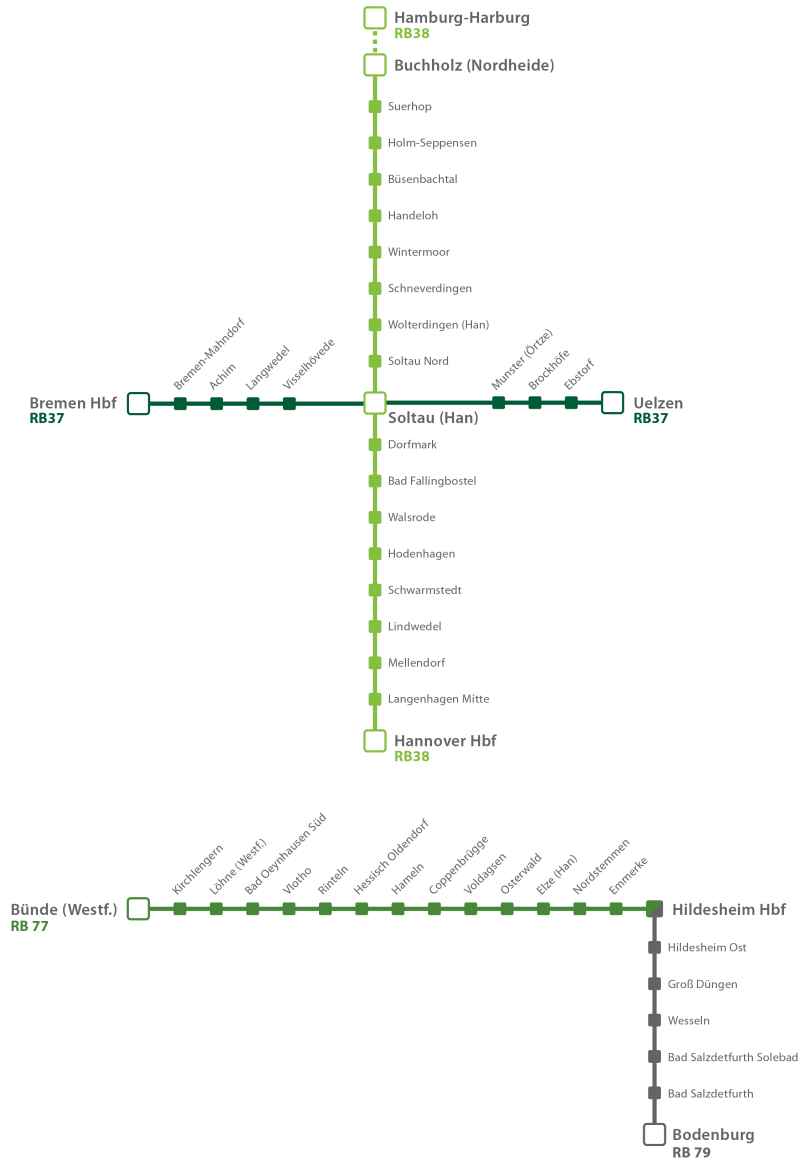 Hamburg-Harburg
RB38
Buchholz (Nordheide)
Suerhop
Holm-Seppensen
Büsenbachtal
Handeloh
Wintermoor
Schneverdingen
Wolterdingen (Han)
Soltau Nord
Bremen Hbf
RB37
Bremen-Mahndorf
Achim
Langwedel
Visselhövede
Soltau (Han)
Munster (Örtze)
Brockhöfe
Ebstorf
Uelzen
RB37
Dorfmark
Bad Fallingbostel
Walsrode
Hodenhagen
Schwarmstedt
Lindwedel
Mellendorf
Langenhagen Mitte
Hannover Hbf
RB38
Bünde (Westf.)
RB 77
Kirchlengern
Löhne (Westf.)
Bad Oeynhausen Süd
Vlotho
Rinteln
Hessisch Oldendorf
Hameln
Coppenbrügge
Voldagsen
Osterwald
Elze (Han)
Nordstemmen
Emmerke
Hildesheim Hbf
Hildesheim Ost
Groß Düngen
Wesseln
Bad Salzdetfurth Solebad
Bad Salzdetfurth
Bodenburg
RB 79